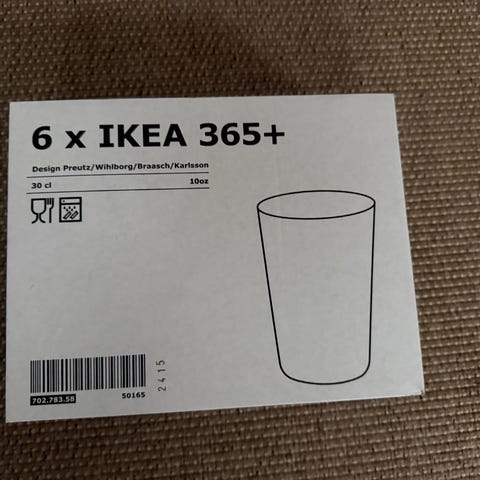 6 x IKEA 365+
Design Preutz/Wihlborg/Braasch/Karlsson
30 cl 10oz
2415
702.783.58 50165